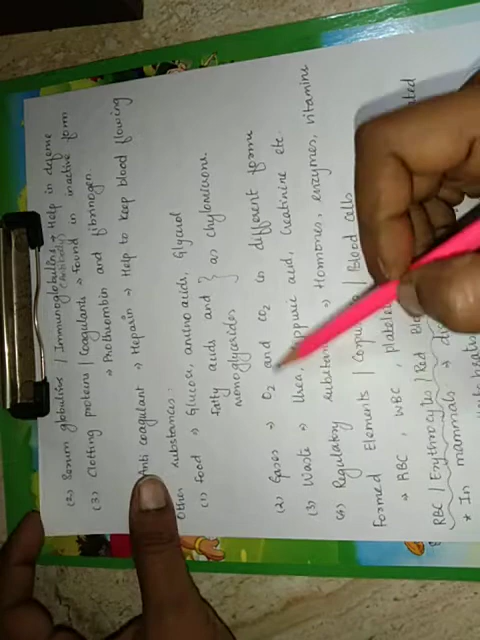 (2) Serum globulins / Immunoglobulins → Help in defense
(Antibody)
(3) Clotting proteins / Coagulants → Found in inactive form
→ Prothrombin and fibrinogen.
Anti coagulant → Heparin → Help to keep blood flowing
Other substances:
(1) Food → Glucose, amino acids, Glycerol
Fatty acids and } as chylomicrons.
monoglycerides
(2) Gases → O2 and CO2 in different forms
(3) Waste → Urea, uric acid, Creatinine etc.
(4) Regulatory substances → Hormones, enzymes, vitamins
Formed Elements / Blood cells
→ RBC, WBC,
RBC / Erythrocytes / Red
* In mammals →